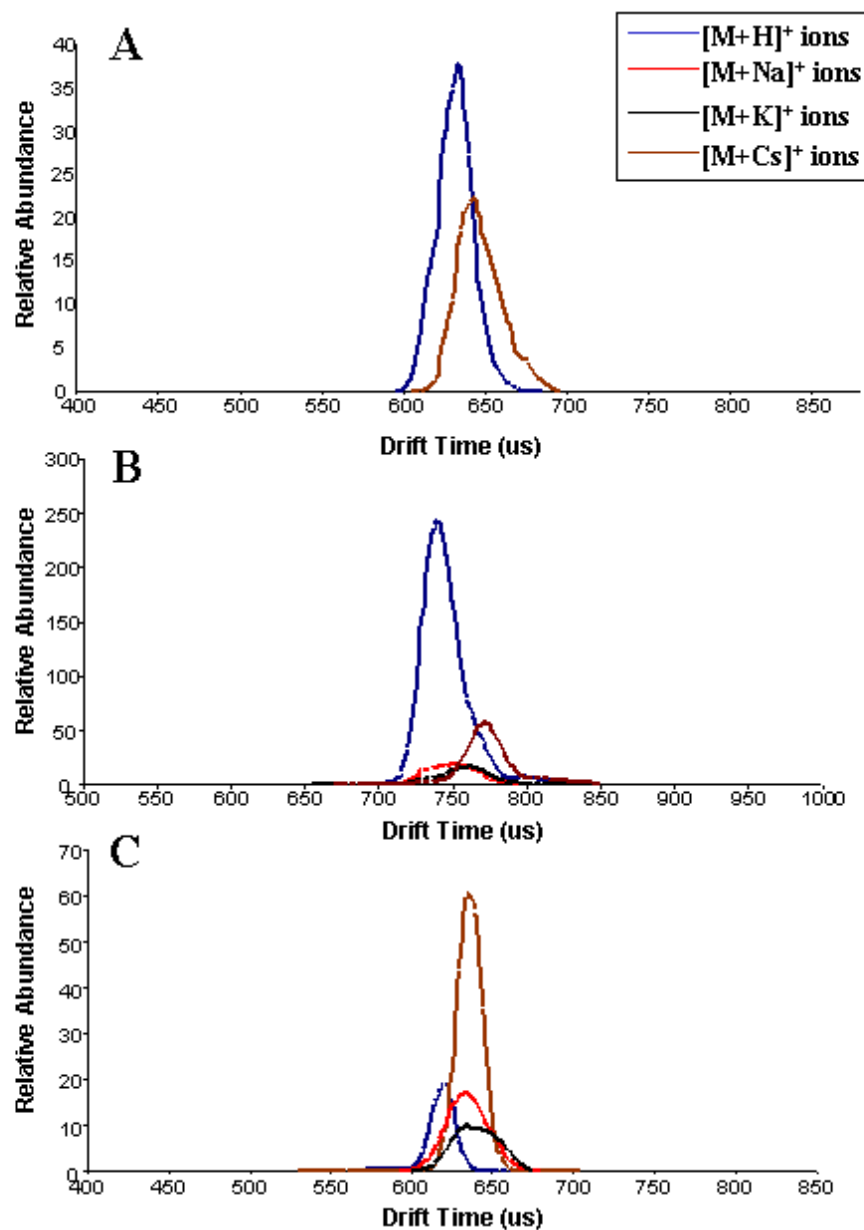 A
[M+H]⁺ ions
[M+Na]⁺ ions
[M+K]⁺ ions
[M+Cs]⁺ ions
Relative Abundance
40
35
30
25
20
15
10
5
0
400 450 500 550 600 650 700 750 800 850
Drift Time (us)
B
Relative Abundance
300
250
200
150
100
50
0
500 550 600 650 700 750 800 850 900 950 1000
Drift Time (us)
C
Relative Abundance
70
60
50
40
30
20
10
0
400 450 500 550 600 650 700 750 800 850
Drift Time (us)